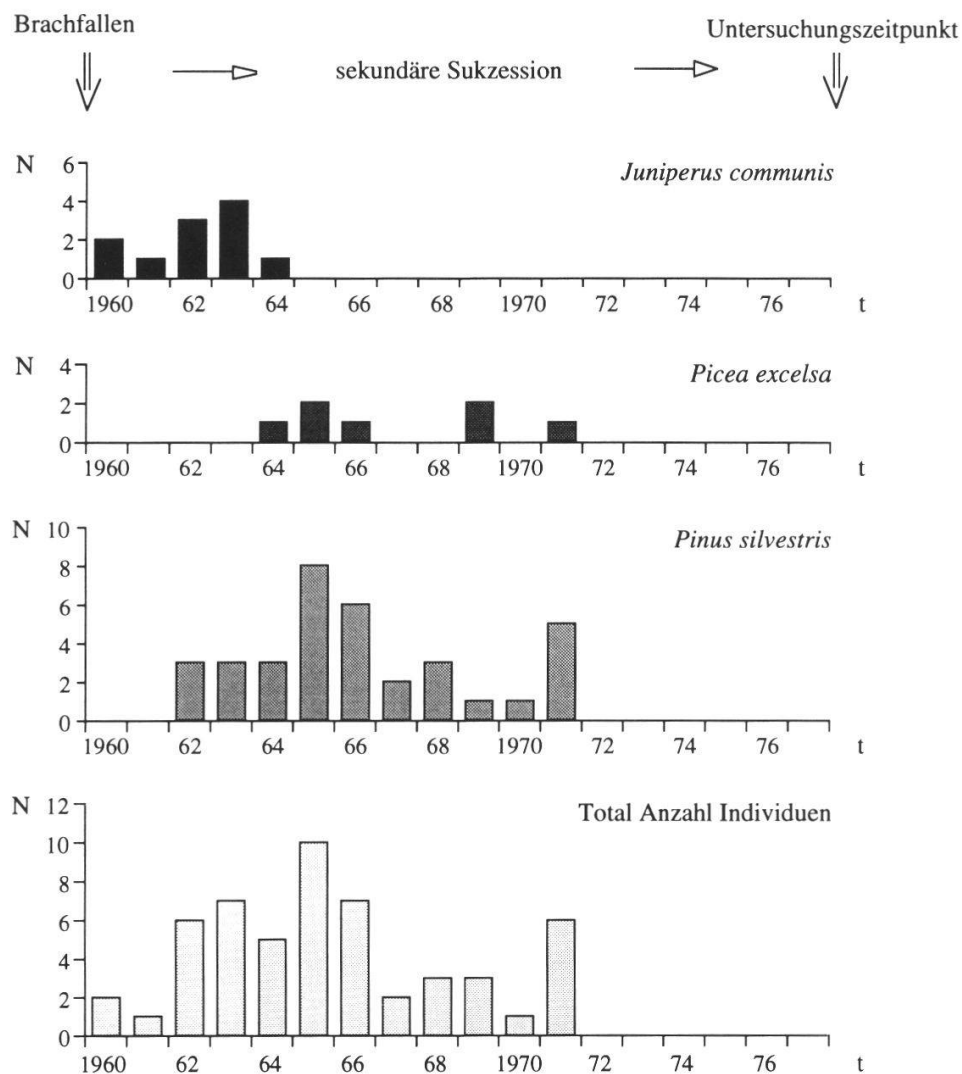 Brachfallen
Untersuchungszeitpunkt
sekundäre Sukzession
N
6
4
2
0
Juniperus communis
1960 62 64 66 68 1970 72 74 76 t
N
4
2
0
Picea excelsa
1960 62 64 66 68 1970 72 74 76 t
N
10
8
6
4
2
0
Pinus silvestris
1960 62 64 66 68 1970 72 74 76 t
N
12
10
8
6
4
2
0
Total Anzahl Individuen
1960 62 64 66 68 1970 72 74 76 t